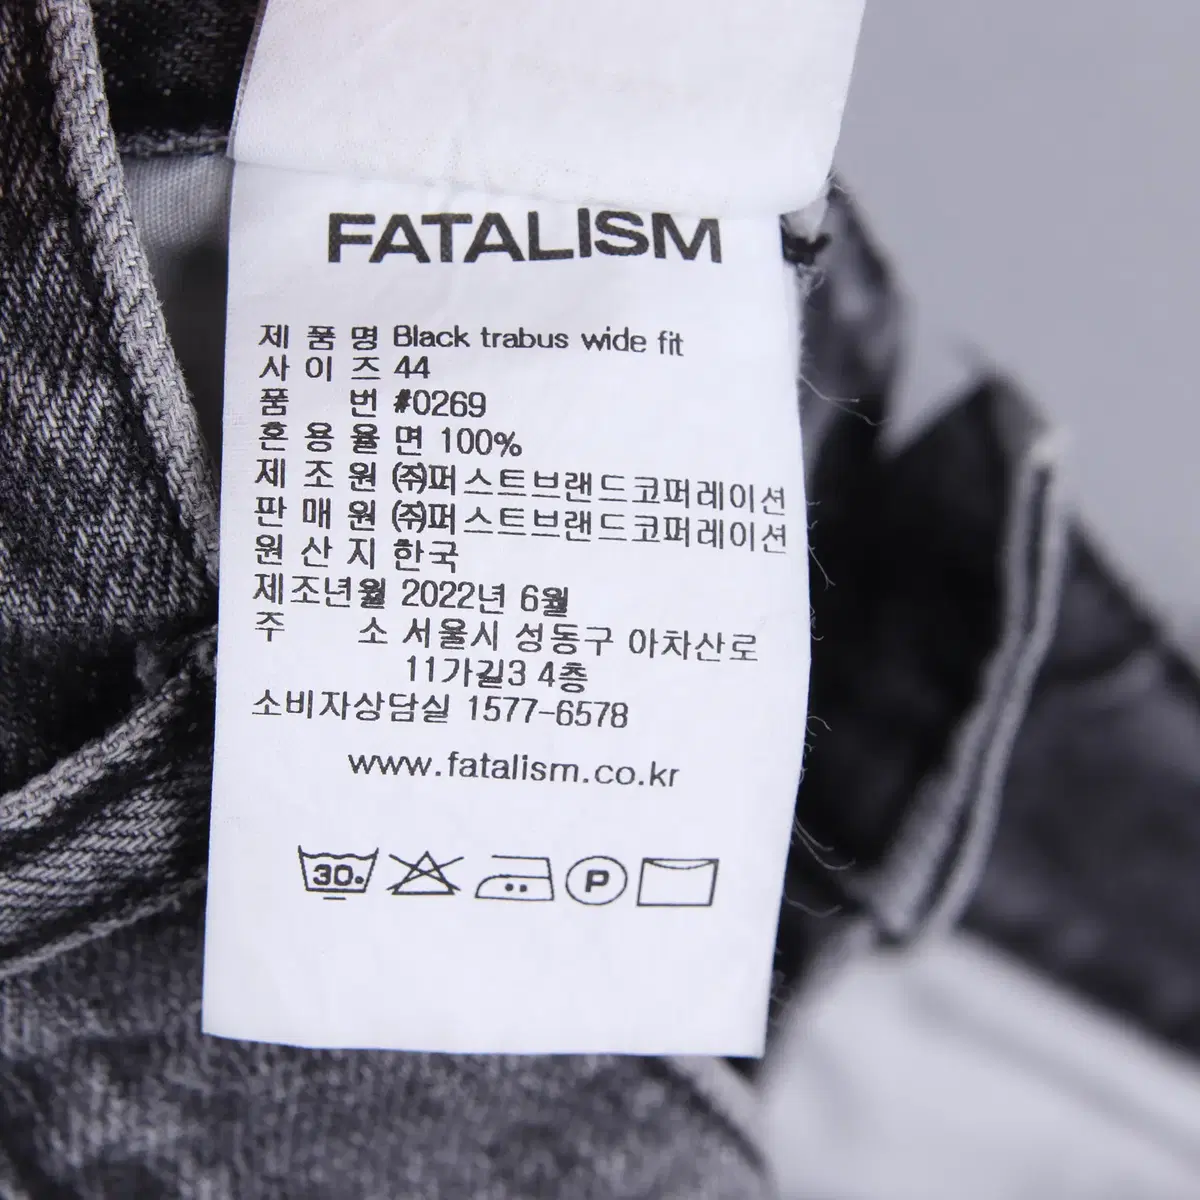 FATALISM
제 품 명 Black trabus wide fit
사 이 즈 44
품 번 #0269
혼 용 율 면 100%
제 조 원 ㈜퍼스트브랜드코퍼레이션
판 매 원 ㈜퍼스트브랜드코퍼레이션
원 산 지 한국
제조년월 2022년 6월
주 소 서울시 성동구 아차산로
11가길3 4층
소비자상담실 1577-6578
www.fatalism.co.kr
30. P